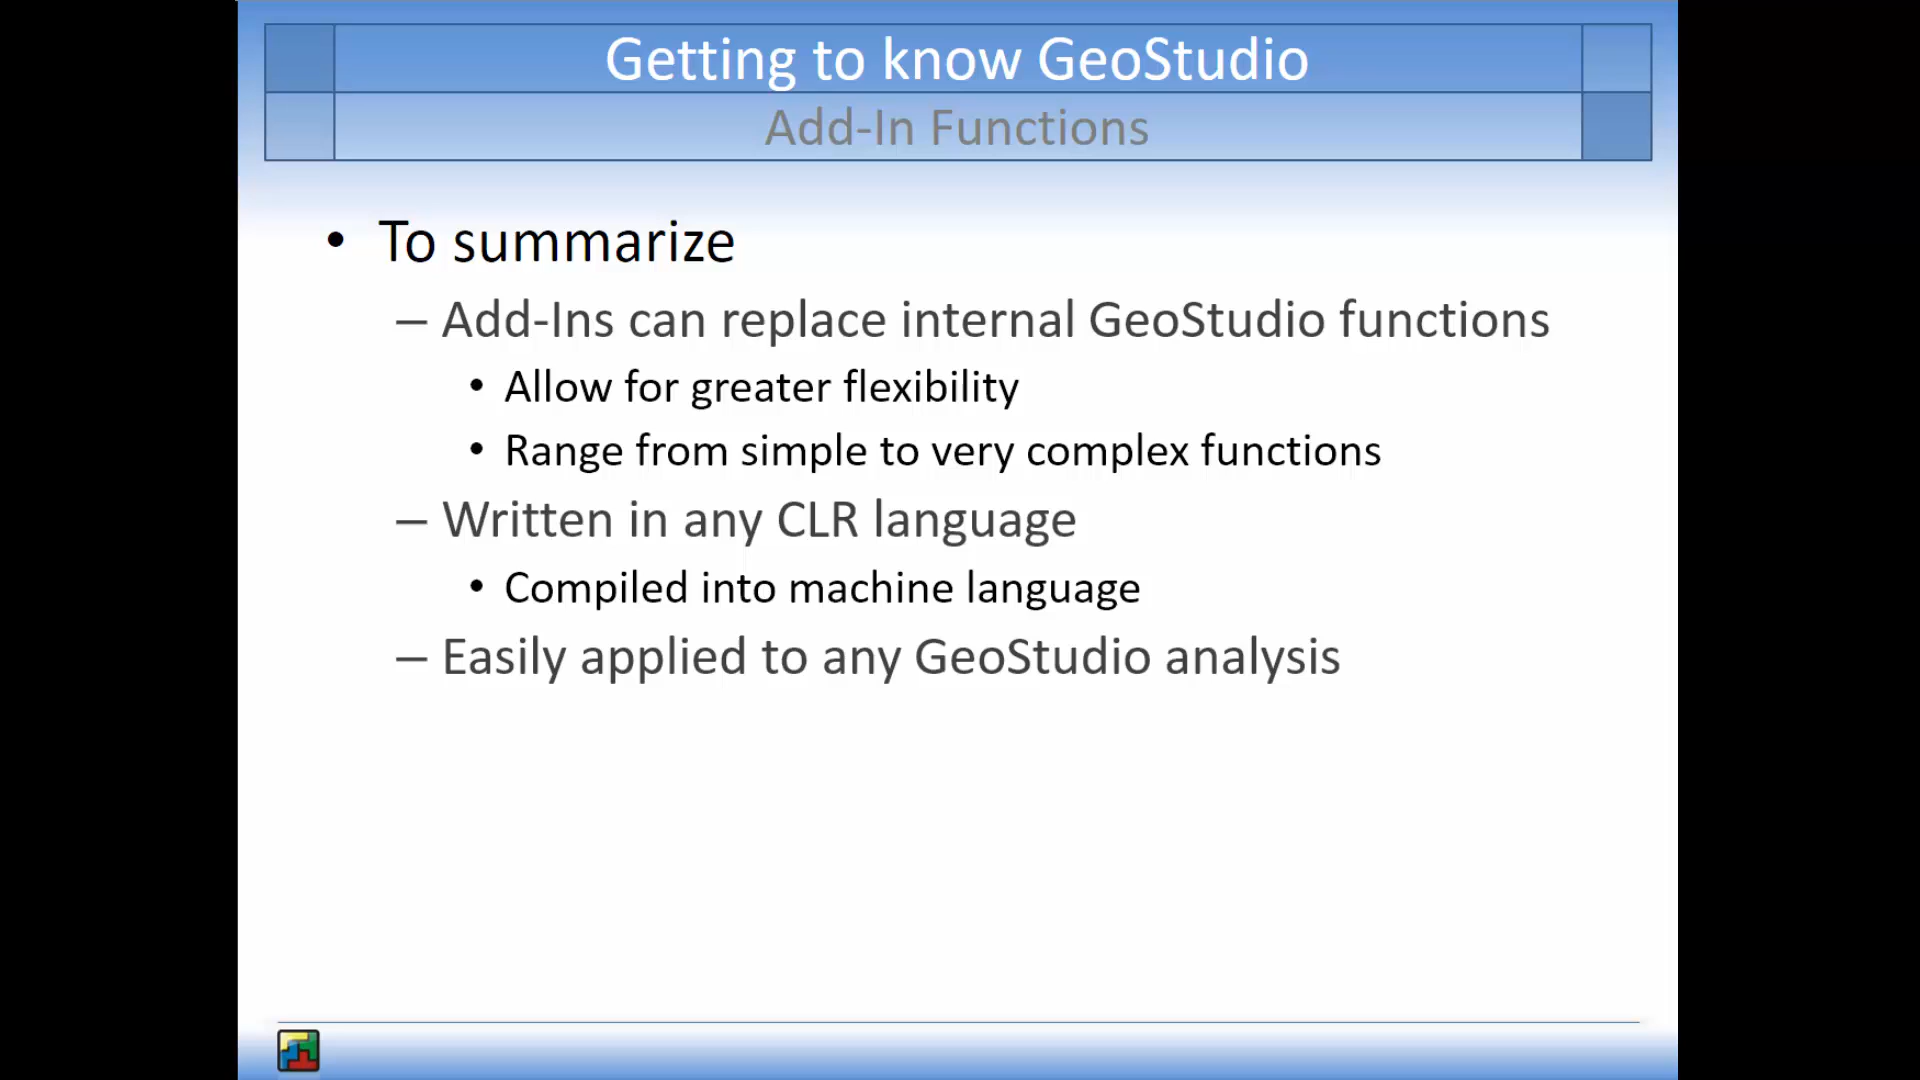 Getting to know GeoStudio
Add-In Functions
• To summarize
– Add-Ins can replace internal GeoStudio functions
• Allow for greater flexibility
• Range from simple to very complex functions
– Written in any CLR language
• Compiled into machine language
– Easily applied to any GeoStudio analysis